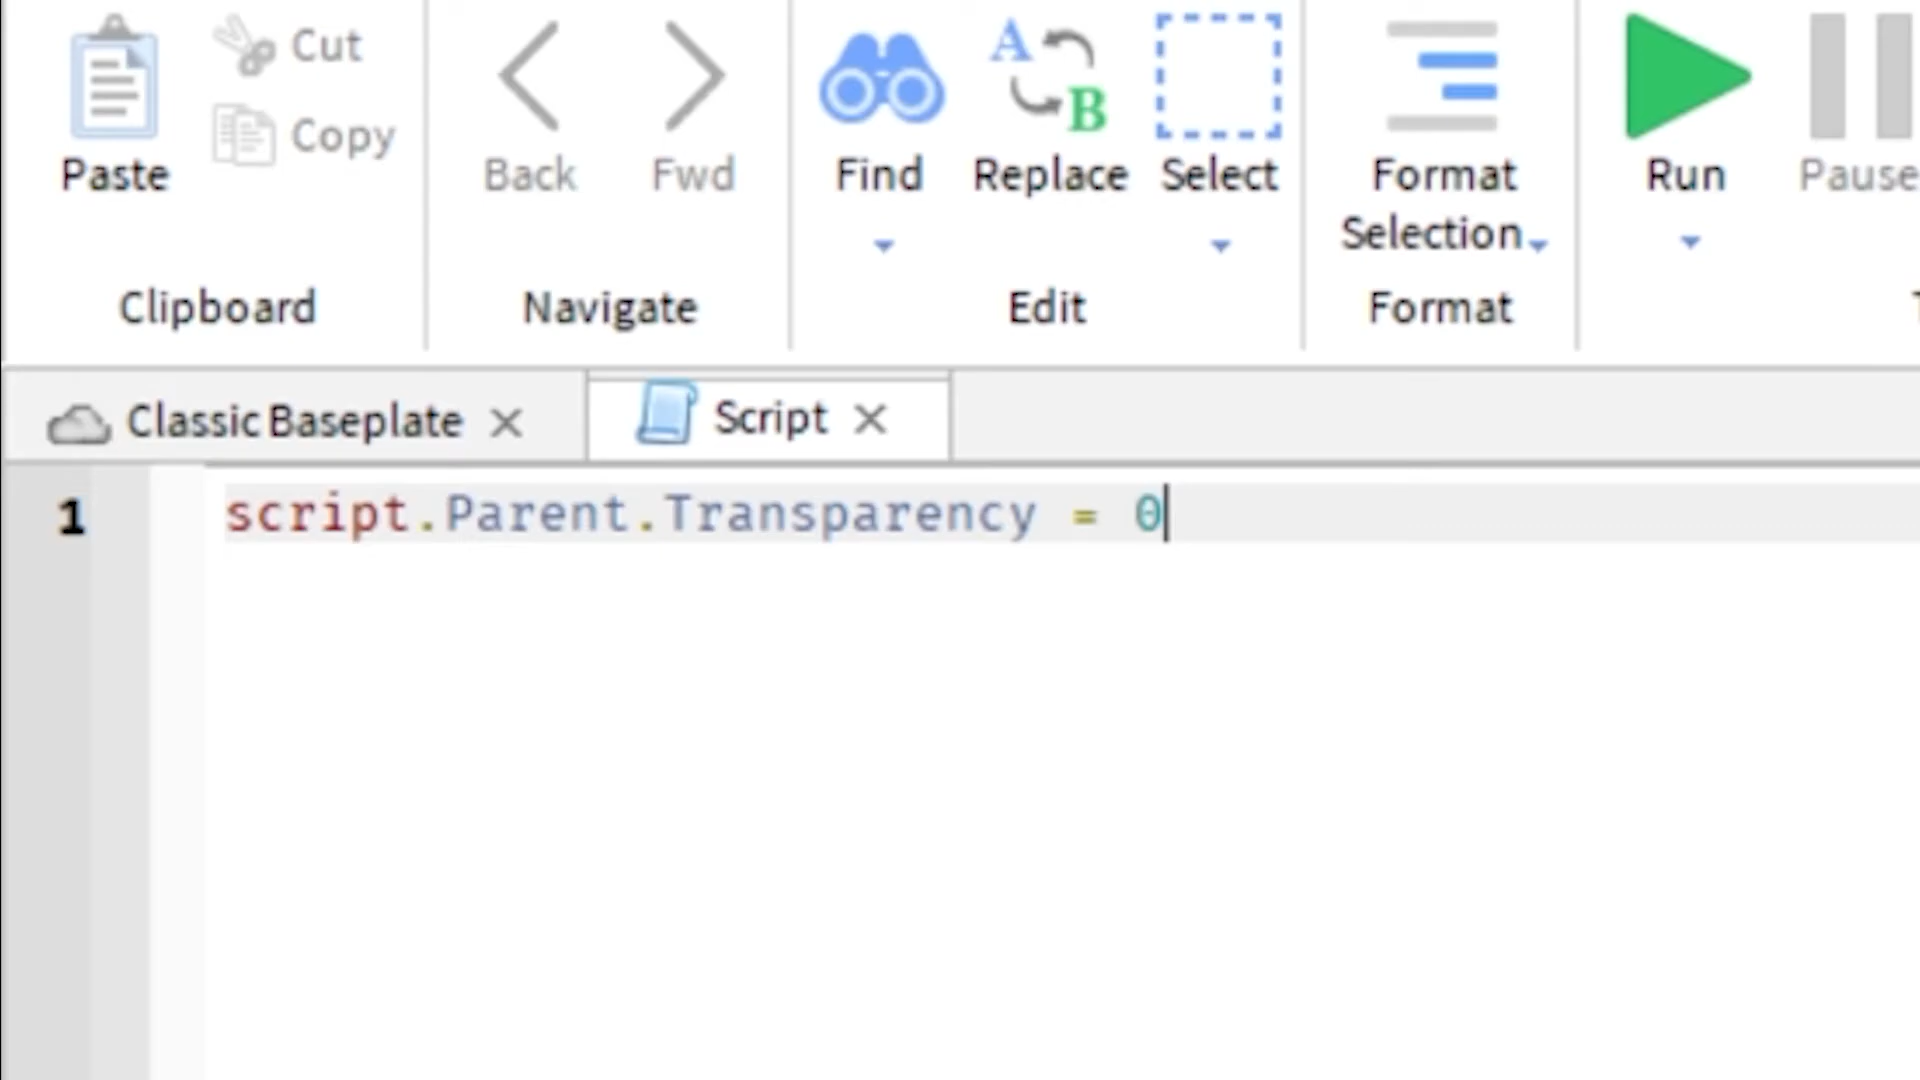 Cut
Copy
Paste
Back
Fwd
Find
A
B
Replace
Select
Format
Selection
Run
Pause
Clipboard
Navigate
Edit
Format
Classic Baseplate
Script
1
script.Parent.Transparency = 0